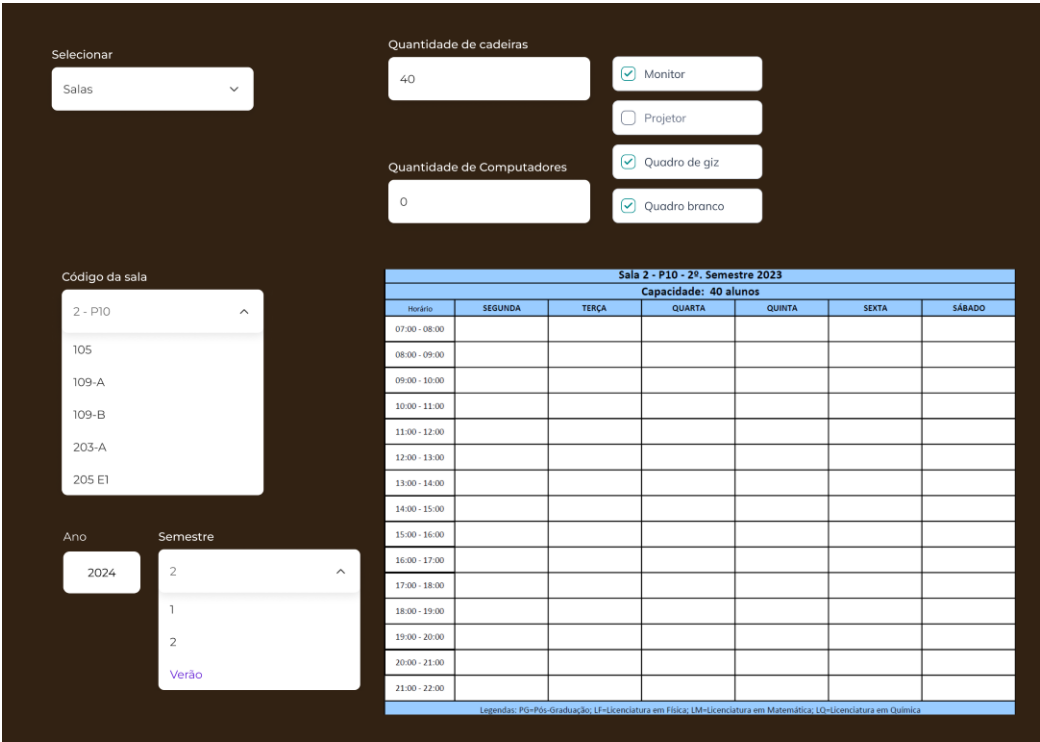 Selecionar
Salas
Quantidade de cadeiras
40
Monitor
Projetor
Quadro de giz
Quadro branco
Quantidade de Computadores
0
Código da sala
2 - P10
105
109-A
109-B
203-A
205 E1
Ano
2024
Semestre
2
1
2
Verão
Sala 2 - P10 - 2º. Semestre 2023
Capacidade: 40 alunos
Horário SEGUNDA TERÇA QUARTA QUINTA SEXTA SÁBADO
07:00 - 08:00
08:00 - 09:00
09:00 - 10:00
10:00 - 11:00
11:00 - 12:00
12:00 - 13:00
13:00 - 14:00
14:00 - 15:00
15:00 - 16:00
16:00 - 17:00
17:00 - 18:00
18:00 - 19:00
19:00 - 20:00
20:00 - 21:00
21:00 - 22:00
Legendas: PG=Pós-Graduação; LF=Licenciatura em Física; LM=Licenciatura em Matemática; LQ=Licenciatura em Química